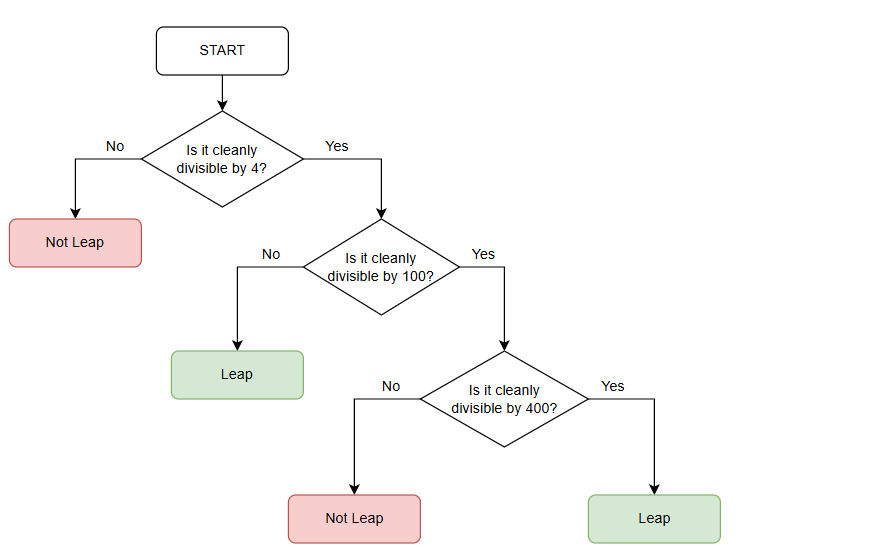 START
No
Yes
Is it cleanly
divisible by 4?
Not Leap
No
Yes
Is it cleanly
divisible by 100?
Leap
No
Yes
Is it cleanly
divisible by 400?
Not Leap
Leap